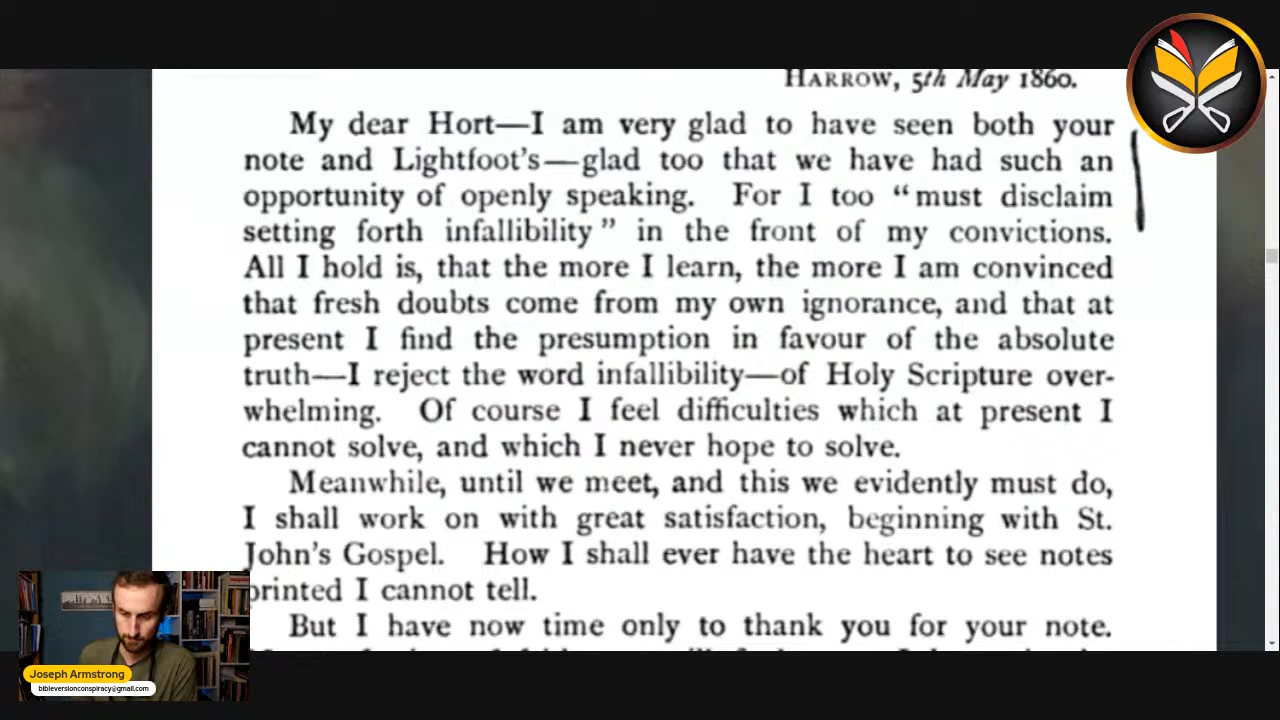 HARROW, 5th May 1860.
My dear Hort—I am very glad to have seen both your
note and Lightfoot's—glad too that we have had such an
opportunity of openly speaking. For I too “must disclaim
setting forth infallibility” in the front of my convictions.
All I hold is, that the more I learn, the more I am convinced
that fresh doubts come from my own ignorance, and that at
present I find the presumption in favour of the absolute
truth—I reject the word infallibility—of Holy Scripture over-
whelming. Of course I feel difficulties which at present I
cannot solve, and which I never hope to solve.
Meanwhile, until we meet, and this we evidently must do,
I shall work on with great satisfaction, beginning with St.
John's Gospel. How I shall ever have the heart to see notes
printed I cannot tell.
But I have now time only to thank you for your note.
Joseph Armstrong
bibleversionconspiracy@gmail.com